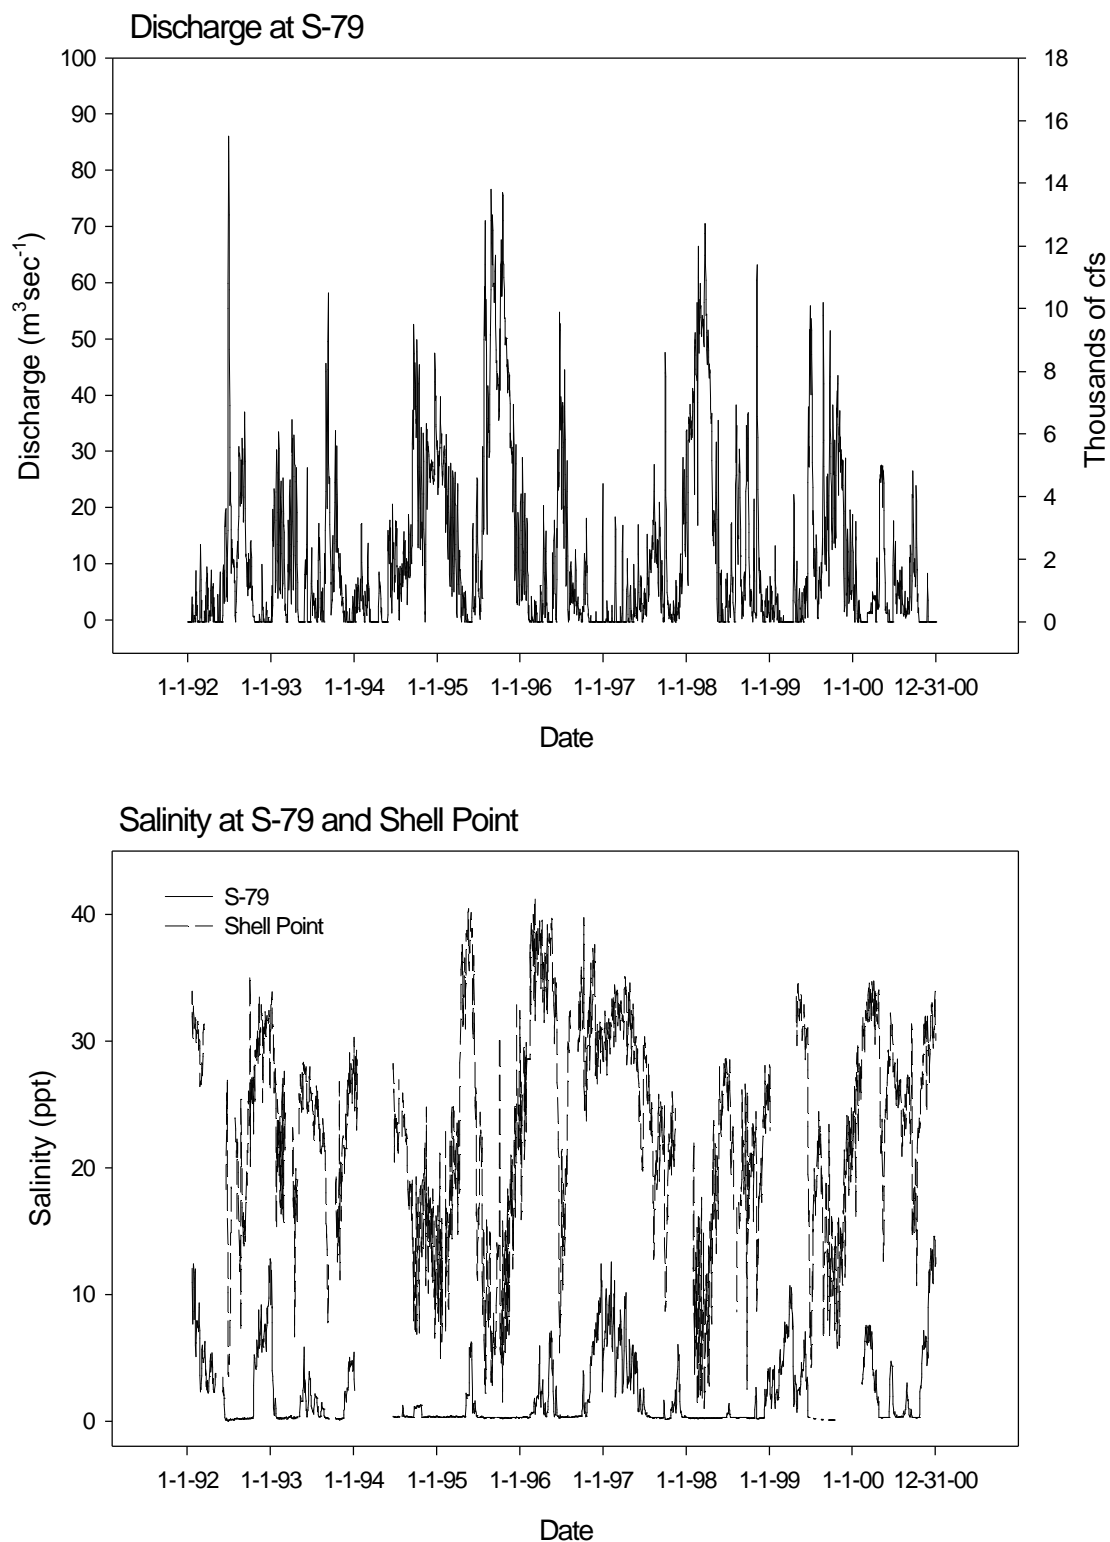 Discharge at S-79
100
90
80
70
60
50
40
30
20
10
0
Discharge (m³sec⁻¹)
18
16
14
12
10
8
6
4
2
0
Thousands of cfs
1-1-92 1-1-93 1-1-94 1-1-95 1-1-96 1-1-97 1-1-98 1-1-99 1-1-00 12-31-00
Date
Salinity at S-79 and Shell Point
S-79
Shell Point
40
30
20
10
0
Salinity (ppt)
1-1-92 1-1-93 1-1-94 1-1-95 1-1-96 1-1-97 1-1-98 1-1-99 1-1-00 12-31-00
Date